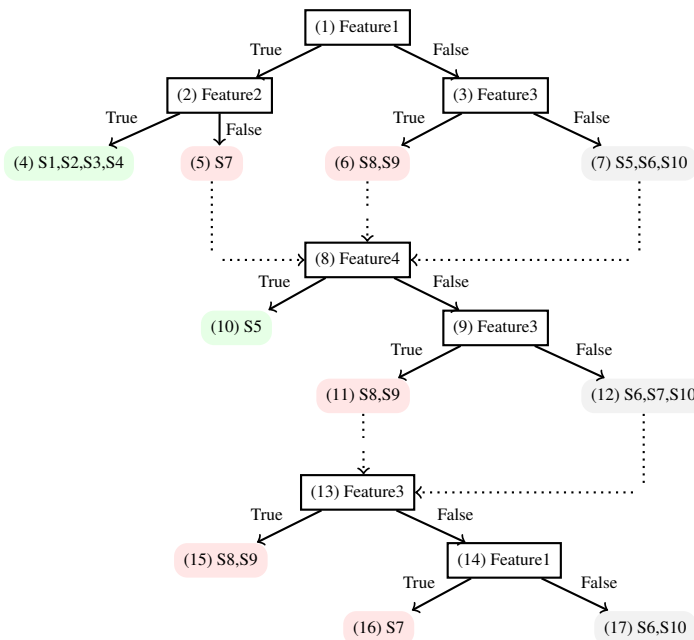 (1) Feature1
True
False
(2) Feature2
(3) Feature3
True
False
True
False
(4) S1,S2,S3,S4
(5) S7
(6) S8,S9
(7) S5,S6,S10
(8) Feature4
True
False
(10) S5
(9) Feature3
True
False
(11) S8,S9
(12) S6,S7,S10
(13) Feature3
True
False
(15) S8,S9
(14) Feature1
True
False
(16) S7
(17) S6,S10